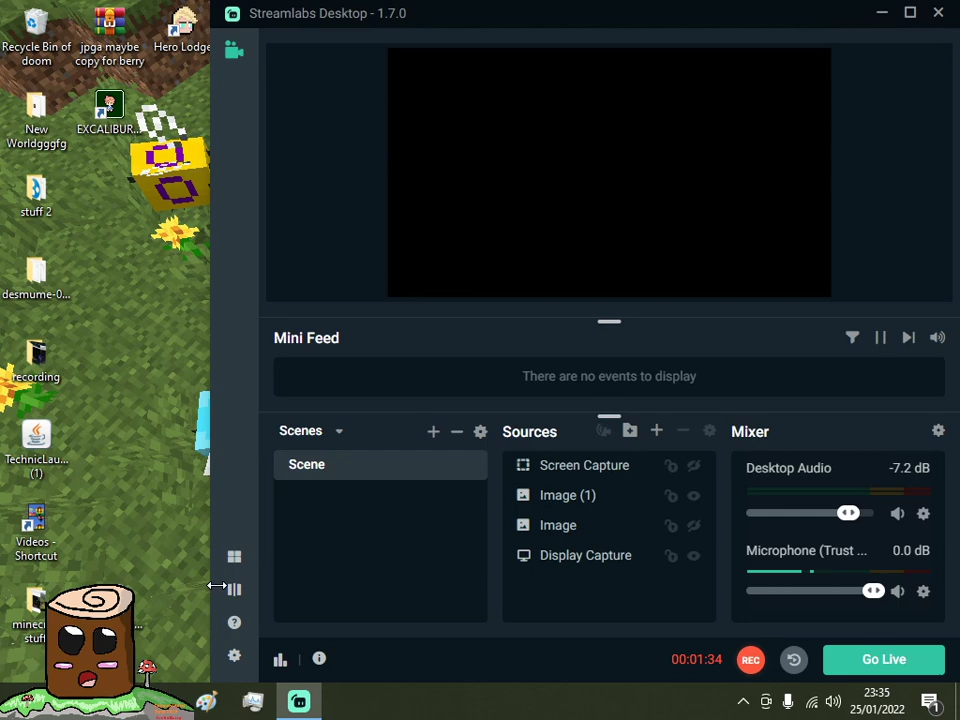 Streamlabs Desktop - 1.7.0
Recycle Bin of
doom
jpga maybe
copy for berry
Hero Lodge
New
Worldgggfg
EXCALIBUR...
stuff 2
desmume-0...
recording
TechnicLau...
(1)
Videos -
Shortcut
minec
stuf
Mini Feed
There are no events to display
Scenes
Scene
Sources
Screen Capture
Image (1)
Image
Display Capture
Mixer
Desktop Audio
-7.2 dB
Microphone (Trust ...
0.0 dB
00:01:34
REC
Go Live
23:35
25/01/2022
1